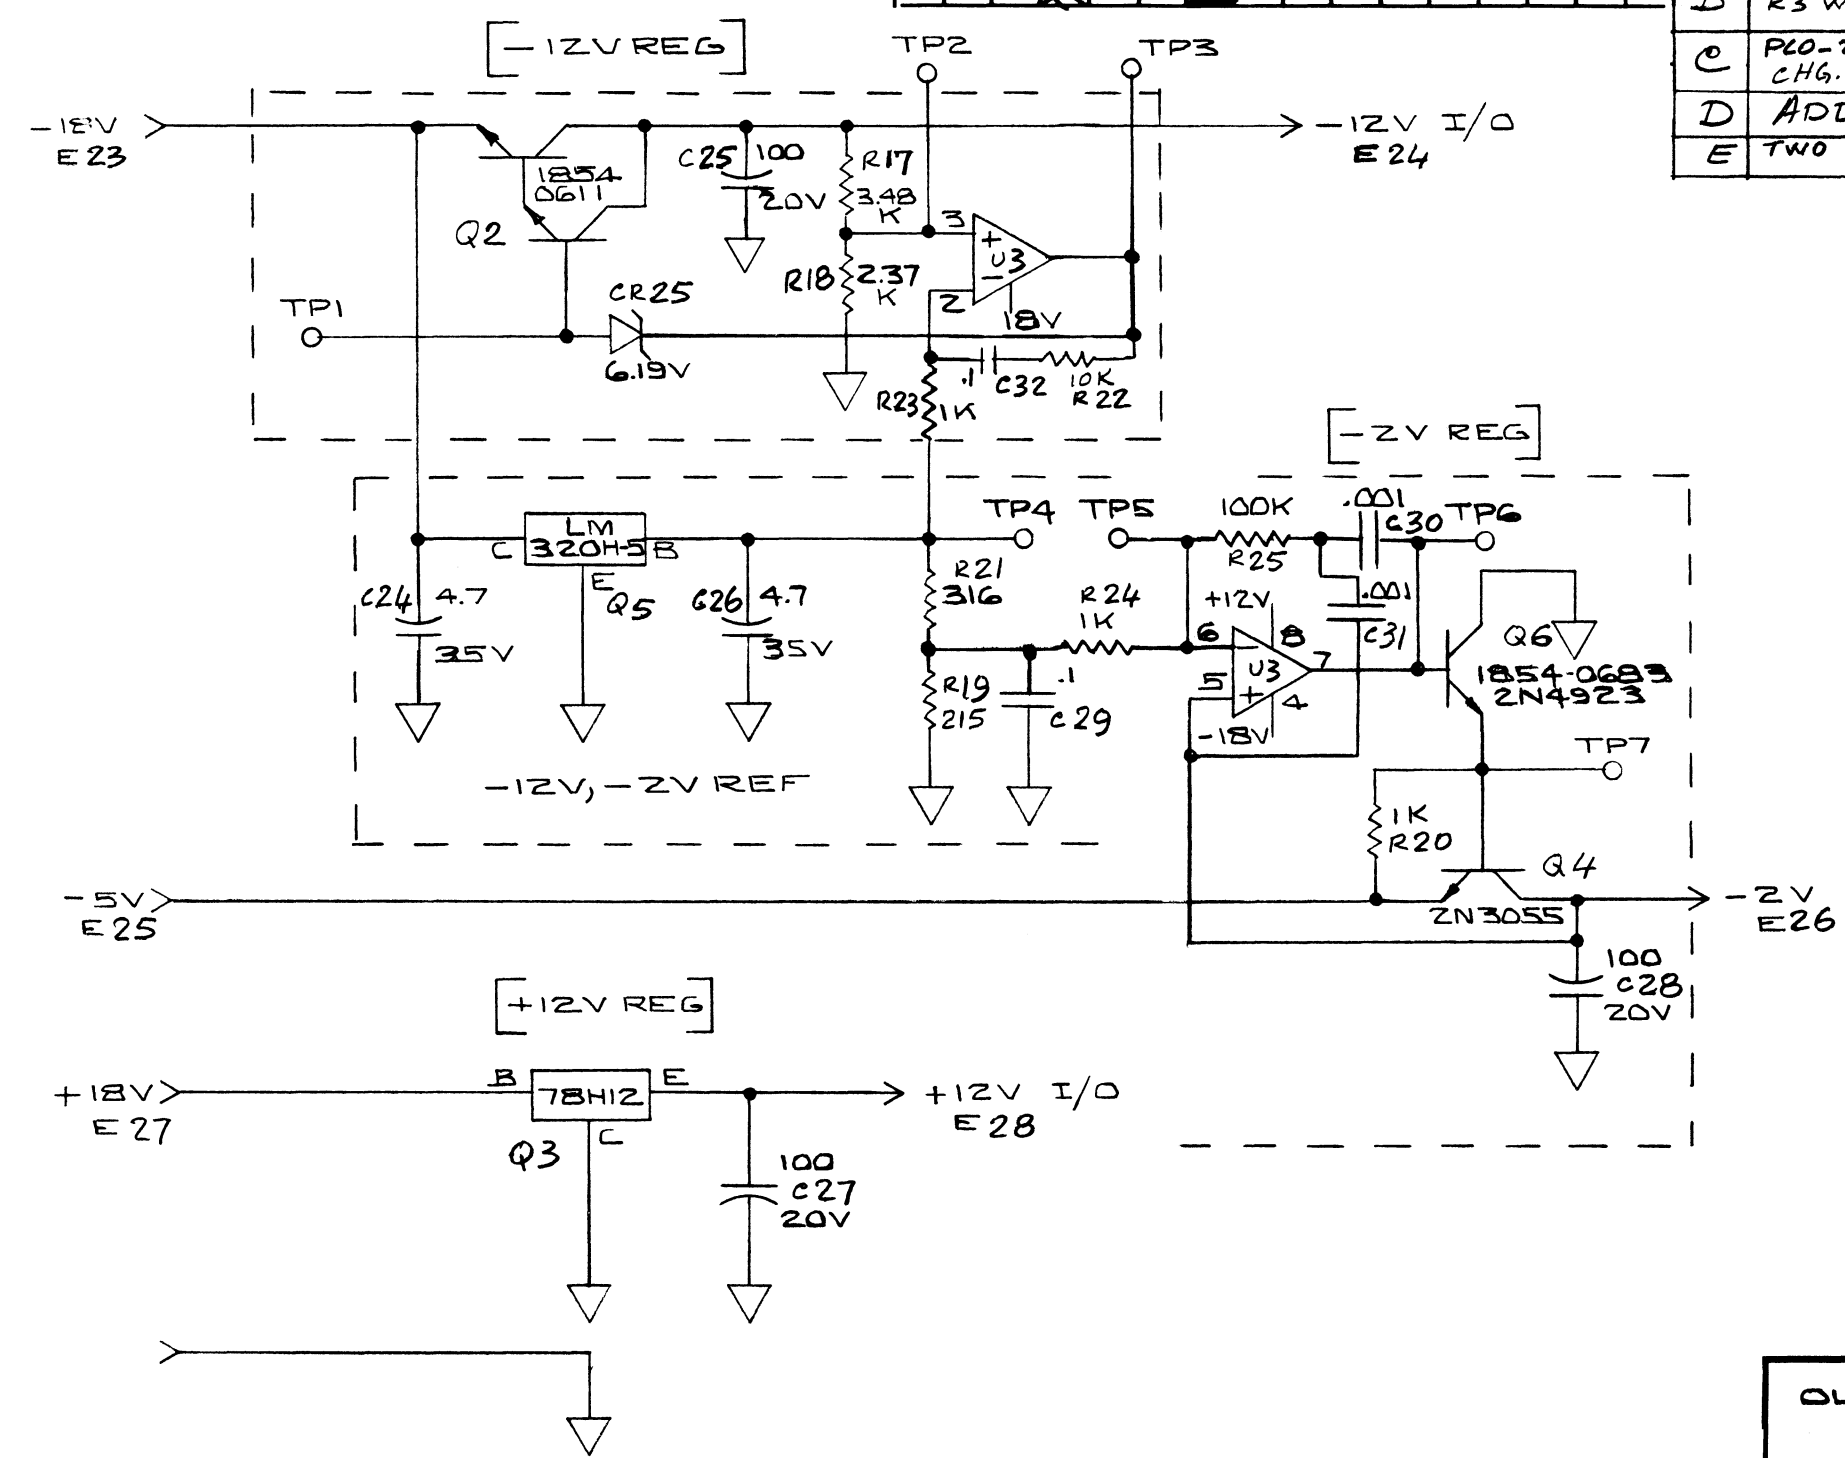 [-12V REG]
TP2
TP3
-18V
E23
-12V I/O
E24
C
PLO-
CHG.
D
ADD
E
TWO
1854
0611
Q2
C25 100
20V
R17
3.48
K
R18 2.37
K
3
+
U3
-
2
18V
TP1
CR25
6.19V
.1
C32
10K
R22
R23 1K
[-2V REG]
LM
320H-5
C
B
E
Q5
C24 4.7
35V
C26 4.7
35V
TP4
TP5
100K
R25
.001
C30
TP6
R21
316
R24
1K
+12V
8
.001
C31
6
-
U3
7
5
+
4
-18V
R19
215
.1
C29
Q6
1854-0683
2N4923
TP7
-12V, -2V REF
1K
R20
Q4
2N3055
-5V
E25
-2V
E26
100
C28
20V
[+12V REG]
+18V
E27
B
78H12
E
C
Q3
+12V I/O
E28
100
C27
20V